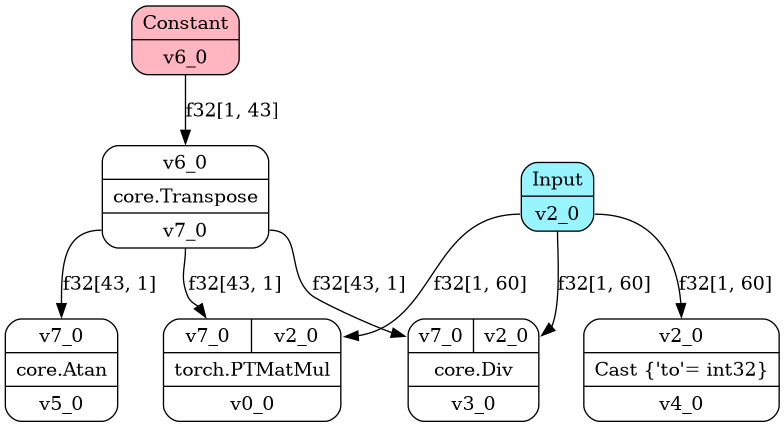 Constant
v6_0
f32[1, 43]
v6_0
core.Transpose
v7_0
Input
v2_0
f32[43, 1]
f32[43, 1]
f32[43, 1]
f32[1, 60]
f32[1, 60]
f32[1, 60]
v7_0
core.Atan
v5_0
v7_0 v2_0
torch.PTMatMul
v0_0
v7_0 v2_0
core.Div
v3_0
v2_0
Cast {'to'= int32}
v4_0